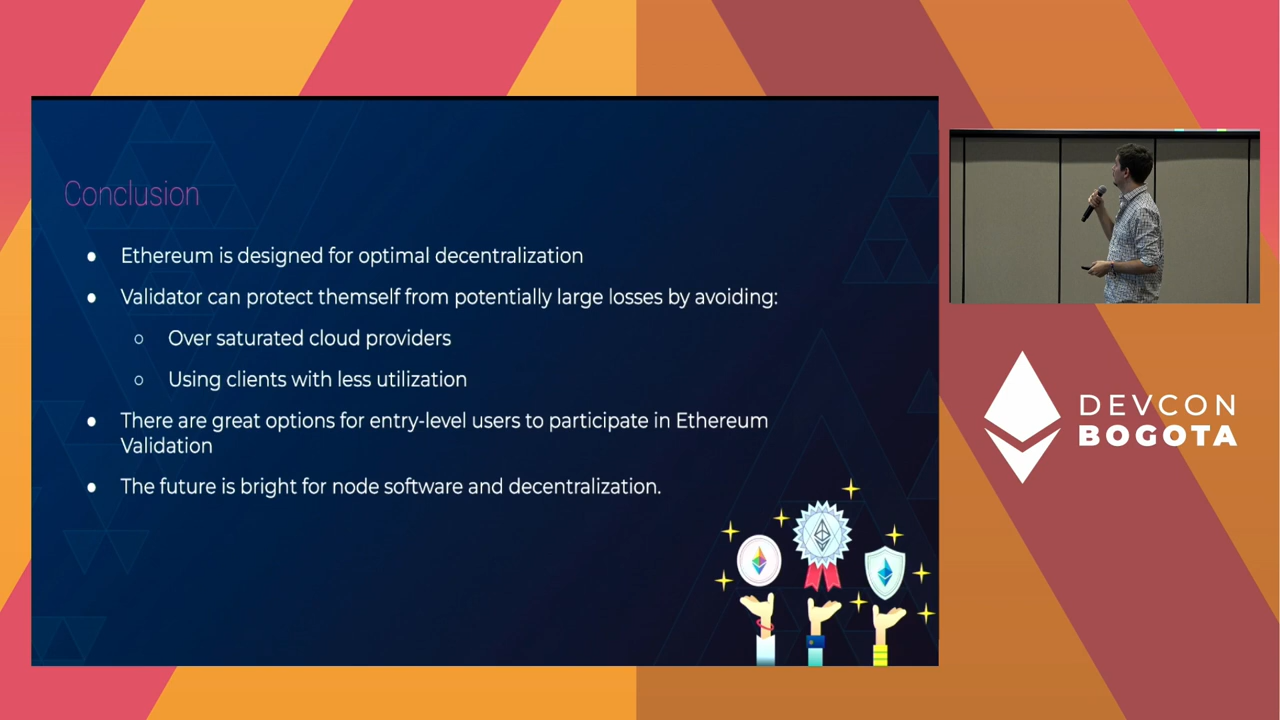 Conclusion
● Ethereum is designed for optimal decentralization
● Validator can protect themself from potentially large losses by avoiding:
○ Over saturated cloud providers
○ Using clients with less utilization
● There are great options for entry-level users to participate in Ethereum
Validation
● The future is bright for node software and decentralization.
DEVCON
BOGOTA